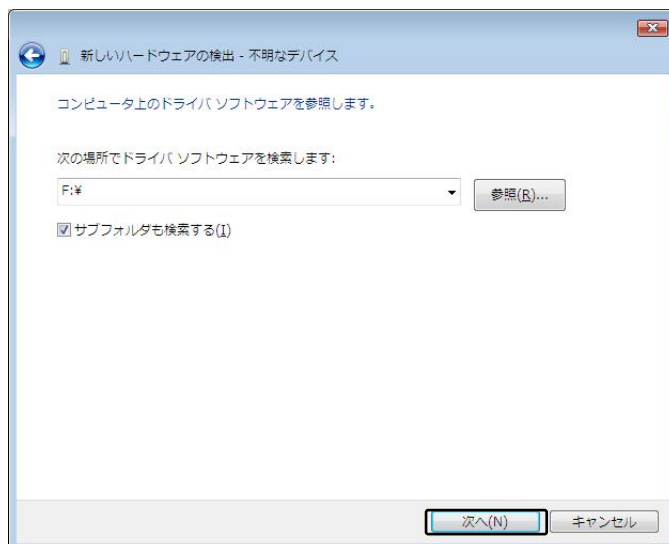 新しいハードウェアの検出 - 不明なデバイス
コンピュータ上のドライバ ソフトウェアを参照します。
次の場所でドライバ ソフトウェアを検索します:
F:¥
参照(R)...
サブフォルダも検索する(I)
次へ(N)
キャンセル